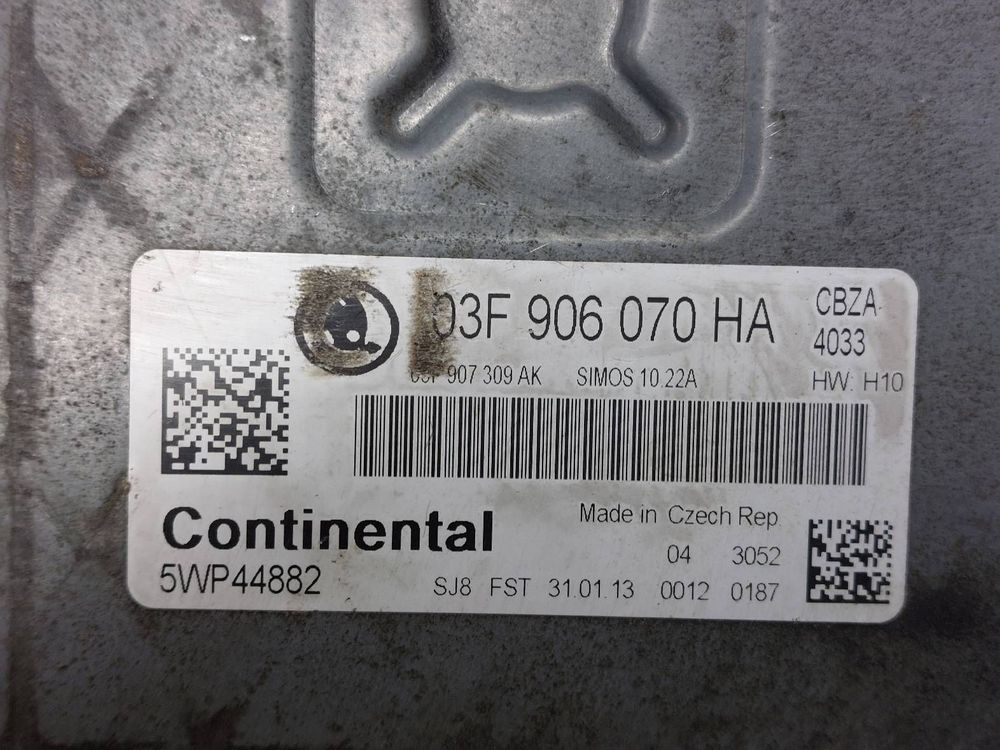 03F 906 070 HA
CBZA
4033
03F 907 309 AK SIMOS 10.22A HW: H10
Continental
Made in Czech Rep
5WP44882
04 3052
SJ8 FST 31.01.13 0012 0187